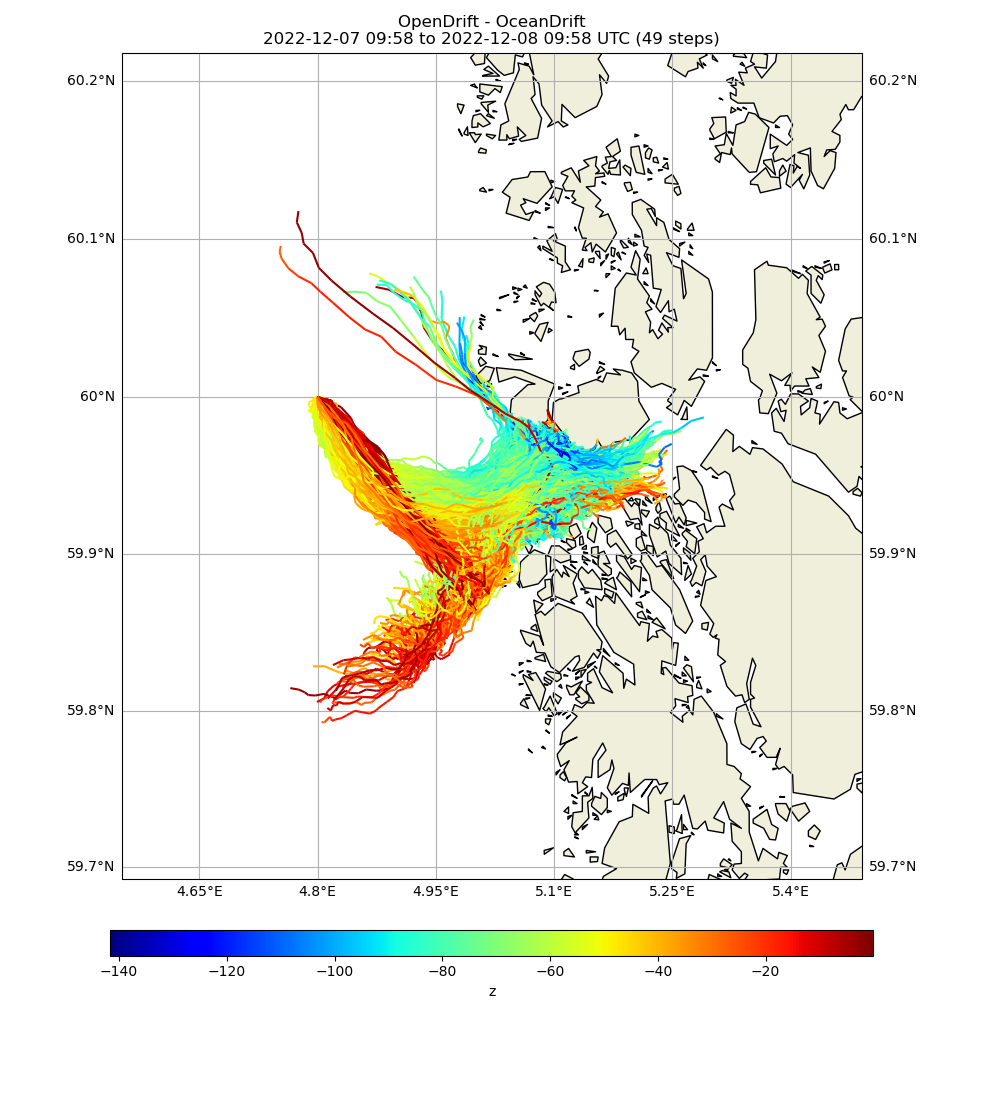 OpenDrift - OceanDrift
2022-12-07 09:58 to 2022-12-08 09:58 UTC (49 steps)
60.2°N 60.2°N
60.1°N 60.1°N
60°N 60°N
59.9°N 59.9°N
59.8°N 59.8°N
59.7°N 59.7°N
4.65°E 4.8°E 4.95°E 5.1°E 5.25°E 5.4°E
−140 −120 −100 −80 −60 −40 −20
z